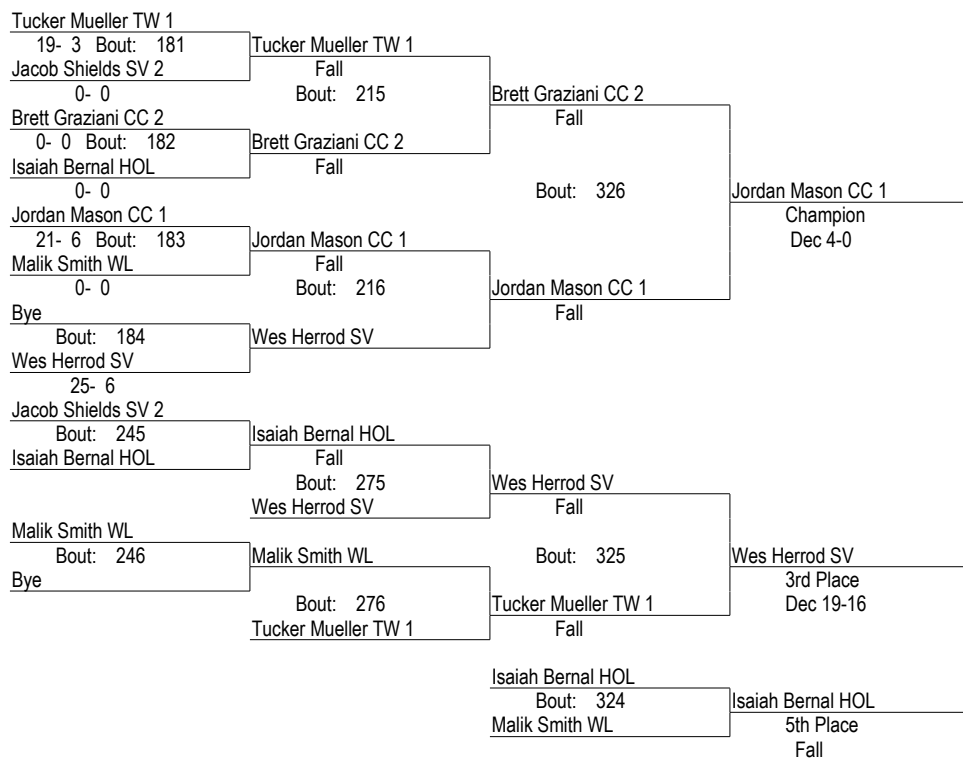 Tucker Mueller TW 1
19- 3 Bout: 181
Jacob Shields SV 2
0- 0
Brett Graziani CC 2
0- 0 Bout: 182
Isaiah Bernal HOL
0- 0
Jordan Mason CC 1
21- 6 Bout: 183
Malik Smith WL
0- 0
Bye
Bout: 184
Wes Herrod SV
25- 6
Tucker Mueller TW 1
Fall
Bout: 215
Brett Graziani CC 2
Fall
Jordan Mason CC 1
Fall
Bout: 216
Wes Herrod SV
Brett Graziani CC 2
Fall
Bout: 326
Jordan Mason CC 1
Fall
Jordan Mason CC 1
Champion
Dec 4-0
Jacob Shields SV 2
Bout: 245
Isaiah Bernal HOL
Malik Smith WL
Bout: 246
Bye
Isaiah Bernal HOL
Fall
Bout: 275
Wes Herrod SV
Malik Smith WL
Bout: 276
Tucker Mueller TW 1
Wes Herrod SV
Fall
Bout: 325
Tucker Mueller TW 1
Fall
Wes Herrod SV
3rd Place
Dec 19-16
Isaiah Bernal HOL
Bout: 324
Malik Smith WL
Isaiah Bernal HOL
5th Place
Fall